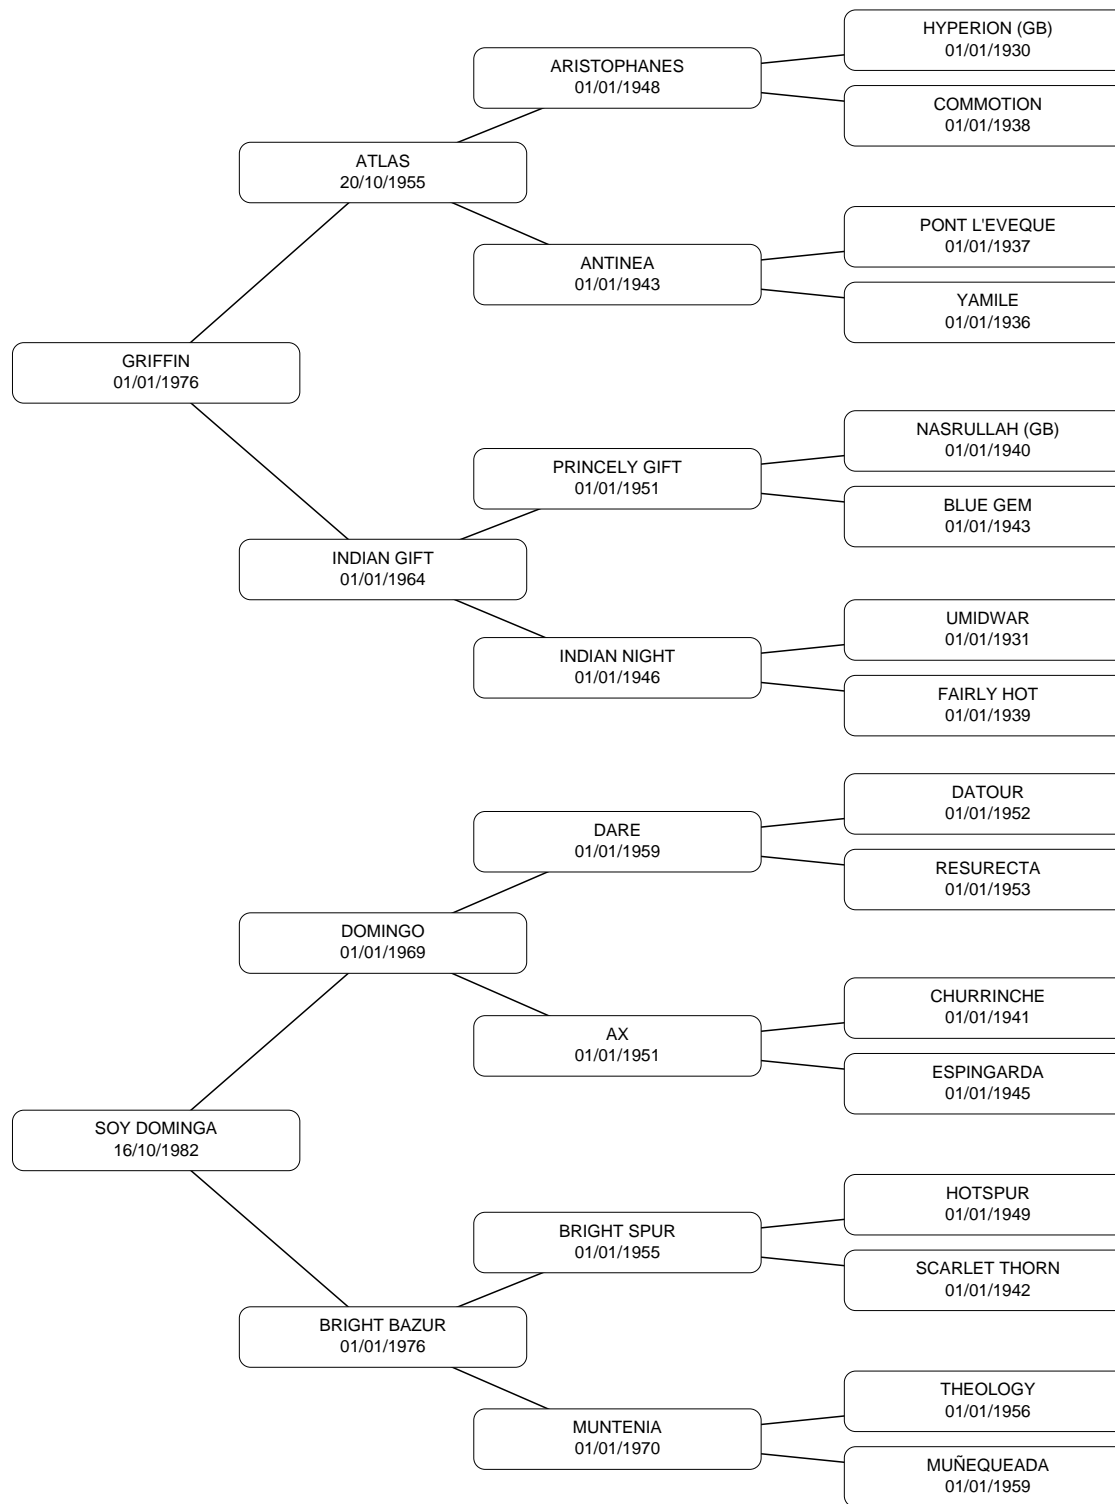 HYPERION (GB)
01/01/1930
ARISTOPHANES
01/01/1948
COMMOTION
01/01/1938
ATLAS
20/10/1955
PONT L'EVEQUE
01/01/1937
ANTINEA
01/01/1943
YAMILE
01/01/1936
GRIFFIN
01/01/1976
NASRULLAH (GB)
01/01/1940
PRINCELY GIFT
01/01/1951
BLUE GEM
01/01/1943
INDIAN GIFT
01/01/1964
UMIDWAR
01/01/1931
INDIAN NIGHT
01/01/1946
FAIRLY HOT
01/01/1939
DATOUR
01/01/1952
DARE
01/01/1959
RESURECTA
01/01/1953
DOMINGO
01/01/1969
CHURRINCHE
01/01/1941
AX
01/01/1951
ESPINGARDA
01/01/1945
SOY DOMINGA
16/10/1982
HOTSPUR
01/01/1949
BRIGHT SPUR
01/01/1955
SCARLET THORN
01/01/1942
BRIGHT BAZUR
01/01/1976
THEOLOGY
01/01/1956
MUNTENIA
01/01/1970
MUÑEQUEADA
01/01/1959